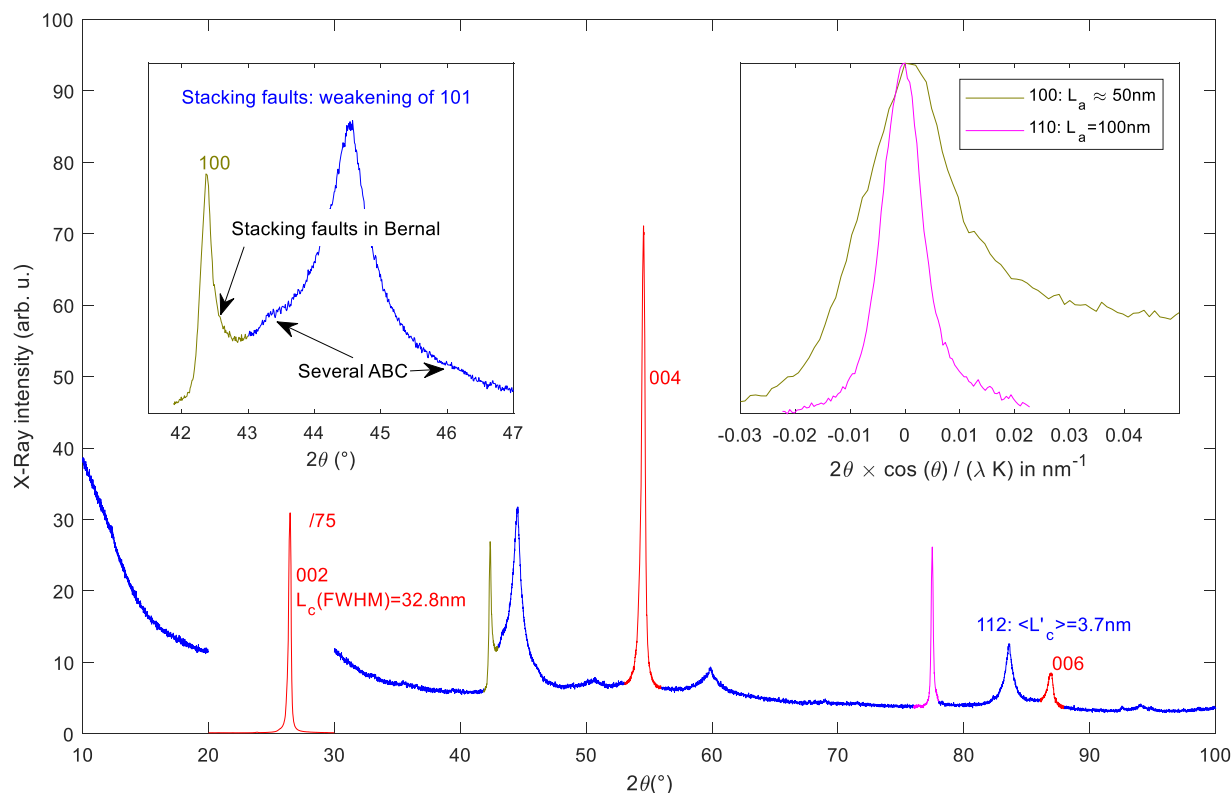 100
90
80
70
60
50
40
30
20
10
0
X-Ray intensity (arb. u.)
10 20 30 40 50 60 70 80 90 100
2θ(°)
Stacking faults: weakening of 101
100
Stacking faults in Bernal
Several ABC
42 43 44 45 46 47
2θ (°)
100: L_a ≈ 50nm
110: L_a=100nm
-0.03 -0.02 -0.01 0 0.01 0.02 0.03 0.04
2θ × cos (θ) / (λ K) in nm⁻¹
/75
002
L_c(FWHM)=32.8nm
004
112: <L'_c>=3.7nm
006